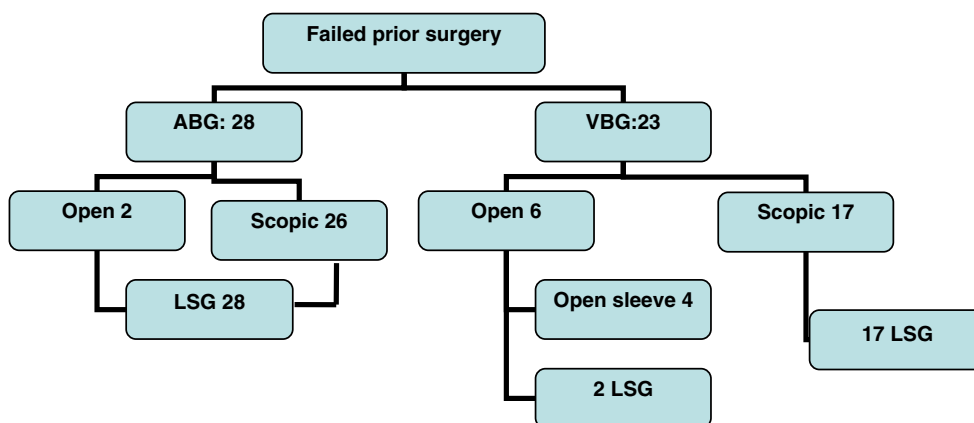 Failed prior surgery
ABG: 28
VBG:23
Open 2
Scopic 26
Open 6
Scopic 17
LSG 28
Open sleeve 4
17 LSG
2 LSG